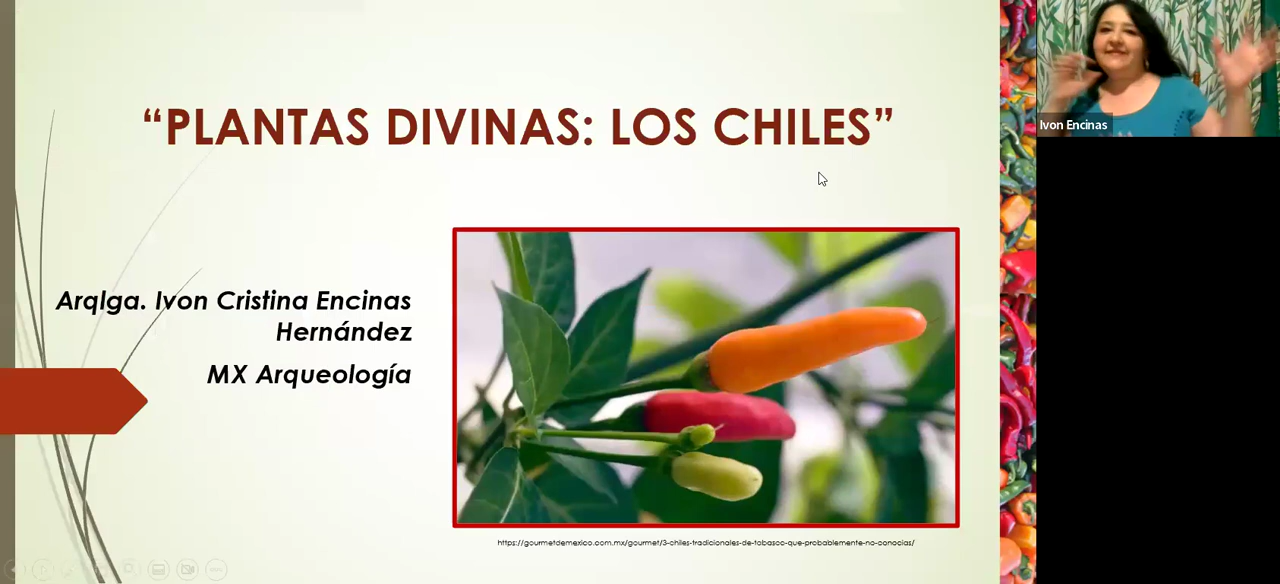 “PLANTAS DIVINAS: LOS CHILES”
Arqlga. Ivon Cristina Encinas
Hernández
MX Arqueología
https://gourmetdemexico.com.mx/gourmet/3-chiles-tradicionales-de-tabasco-que-probablemente-no-conocias/
Ivon Encinas